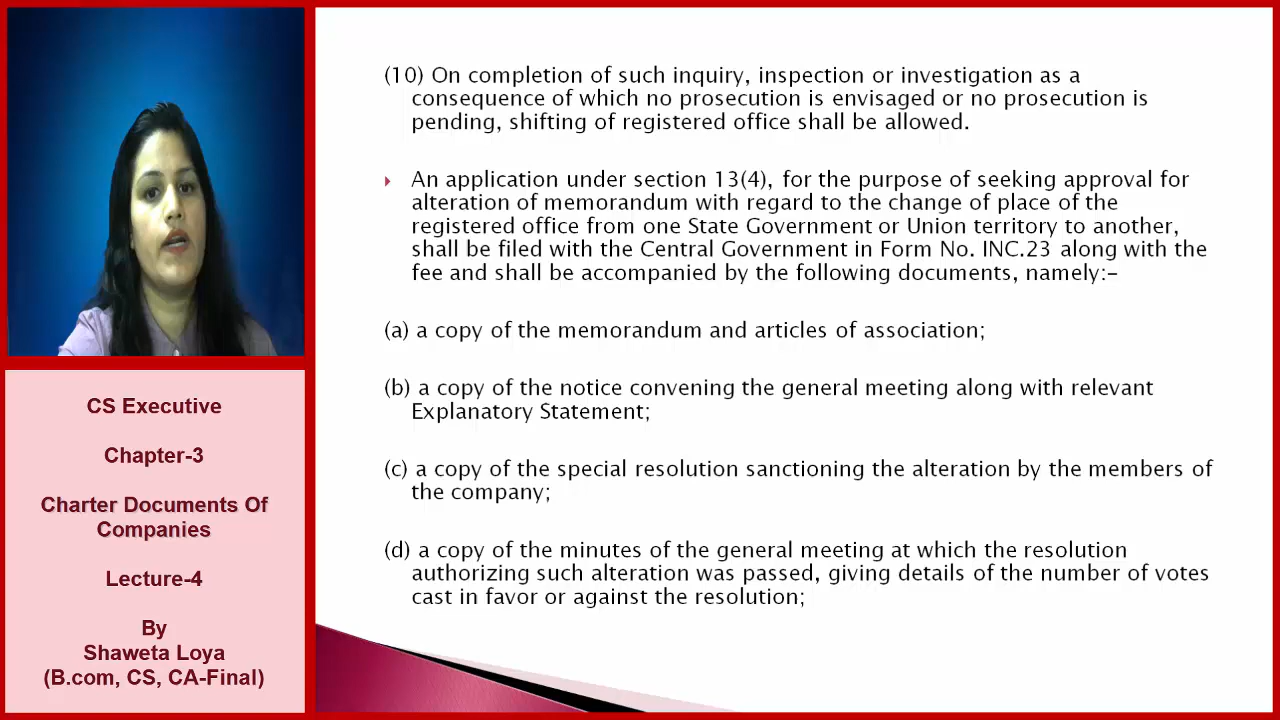 (10) On completion of such inquiry, inspection or investigation as a
consequence of which no prosecution is envisaged or no prosecution is
pending, shifting of registered office shall be allowed.
An application under section 13(4), for the purpose of seeking approval for
alteration of memorandum with regard to the change of place of the
registered office from one State Government or Union territory to another,
shall be filed with the Central Government in Form No. INC.23 along with the
fee and shall be accompanied by the following documents, namely:-
(a) a copy of the memorandum and articles of association;
(b) a copy of the notice convening the general meeting along with relevant
Explanatory Statement;
(c) a copy of the special resolution sanctioning the alteration by the members of
the company;
(d) a copy of the minutes of the general meeting at which the resolution
authorizing such alteration was passed, giving details of the number of votes
cast in favor or against the resolution;
CS Executive
Chapter-3
Charter Documents Of
Companies
Lecture-4
By
Shaweta Loya
(B.com, CS, CA-Final)